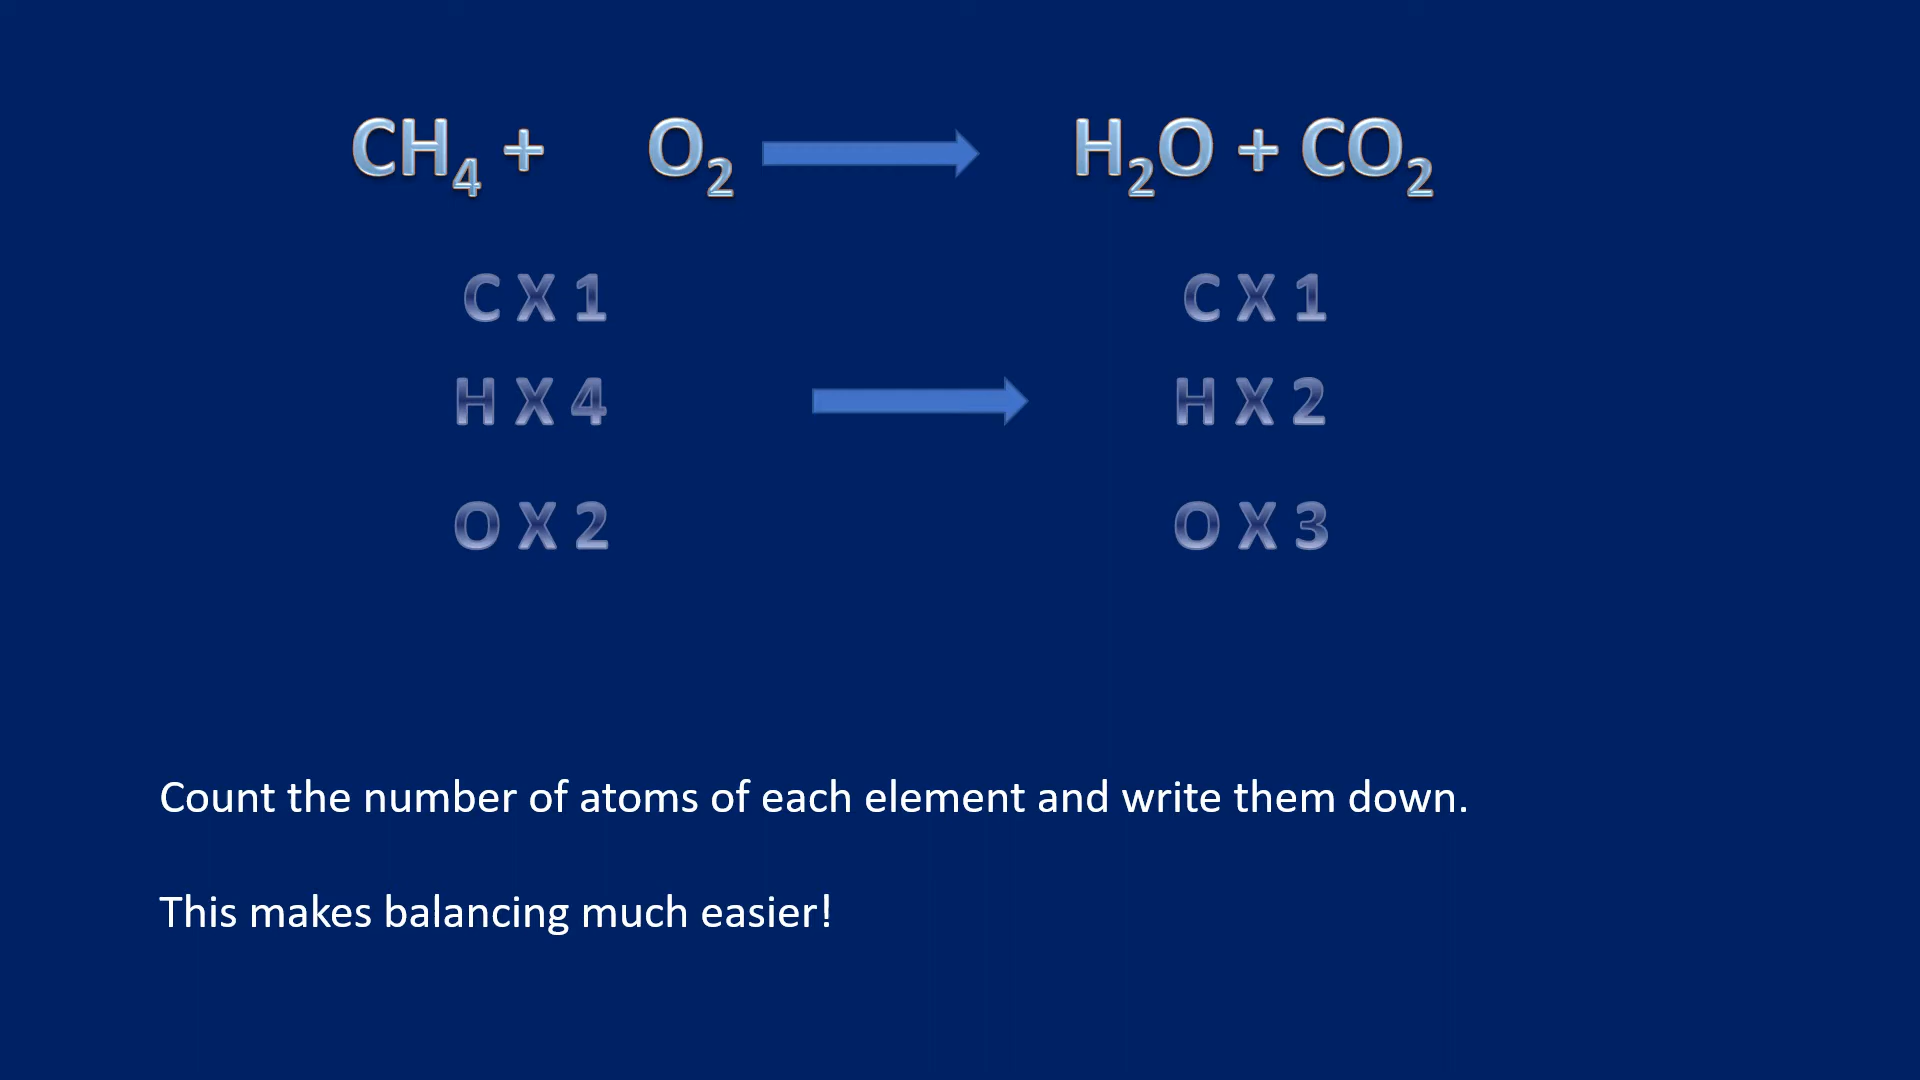 CH₄ + O₂ H₂O + CO₂
C X 1 C X 1
H X 4 H X 2
O X 2 O X 3
Count the number of atoms of each element and write them down.
This makes balancing much easier!